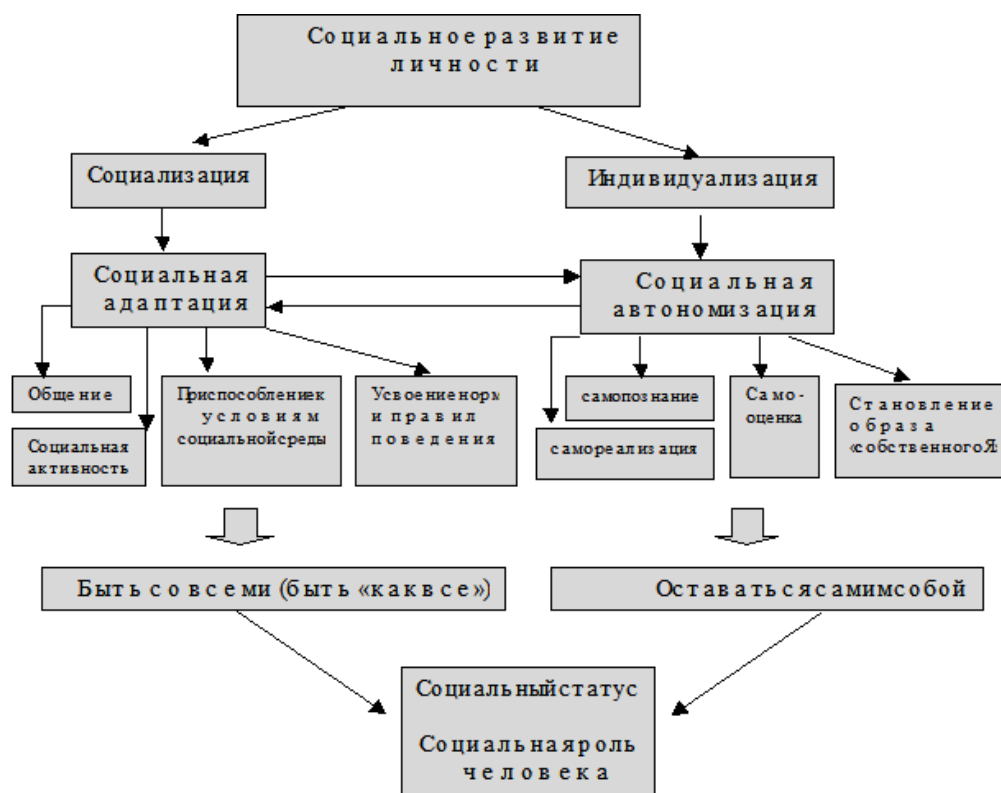 Социальное развитие
личности
Социализация
Индивидуализация
Социальная
адаптация
Социальная
автономизация
Общение
Социальная
активность
Приспособление к
условиям
социальной среды
Усвоение норм
и правил
поведения
самопознание
самореализация
Само-
оценка
Становление
образа
«собственного Я»
Быть со всеми (быть «как все»)
Оставаться самим собой
Социальный статус
Социальная роль
человека